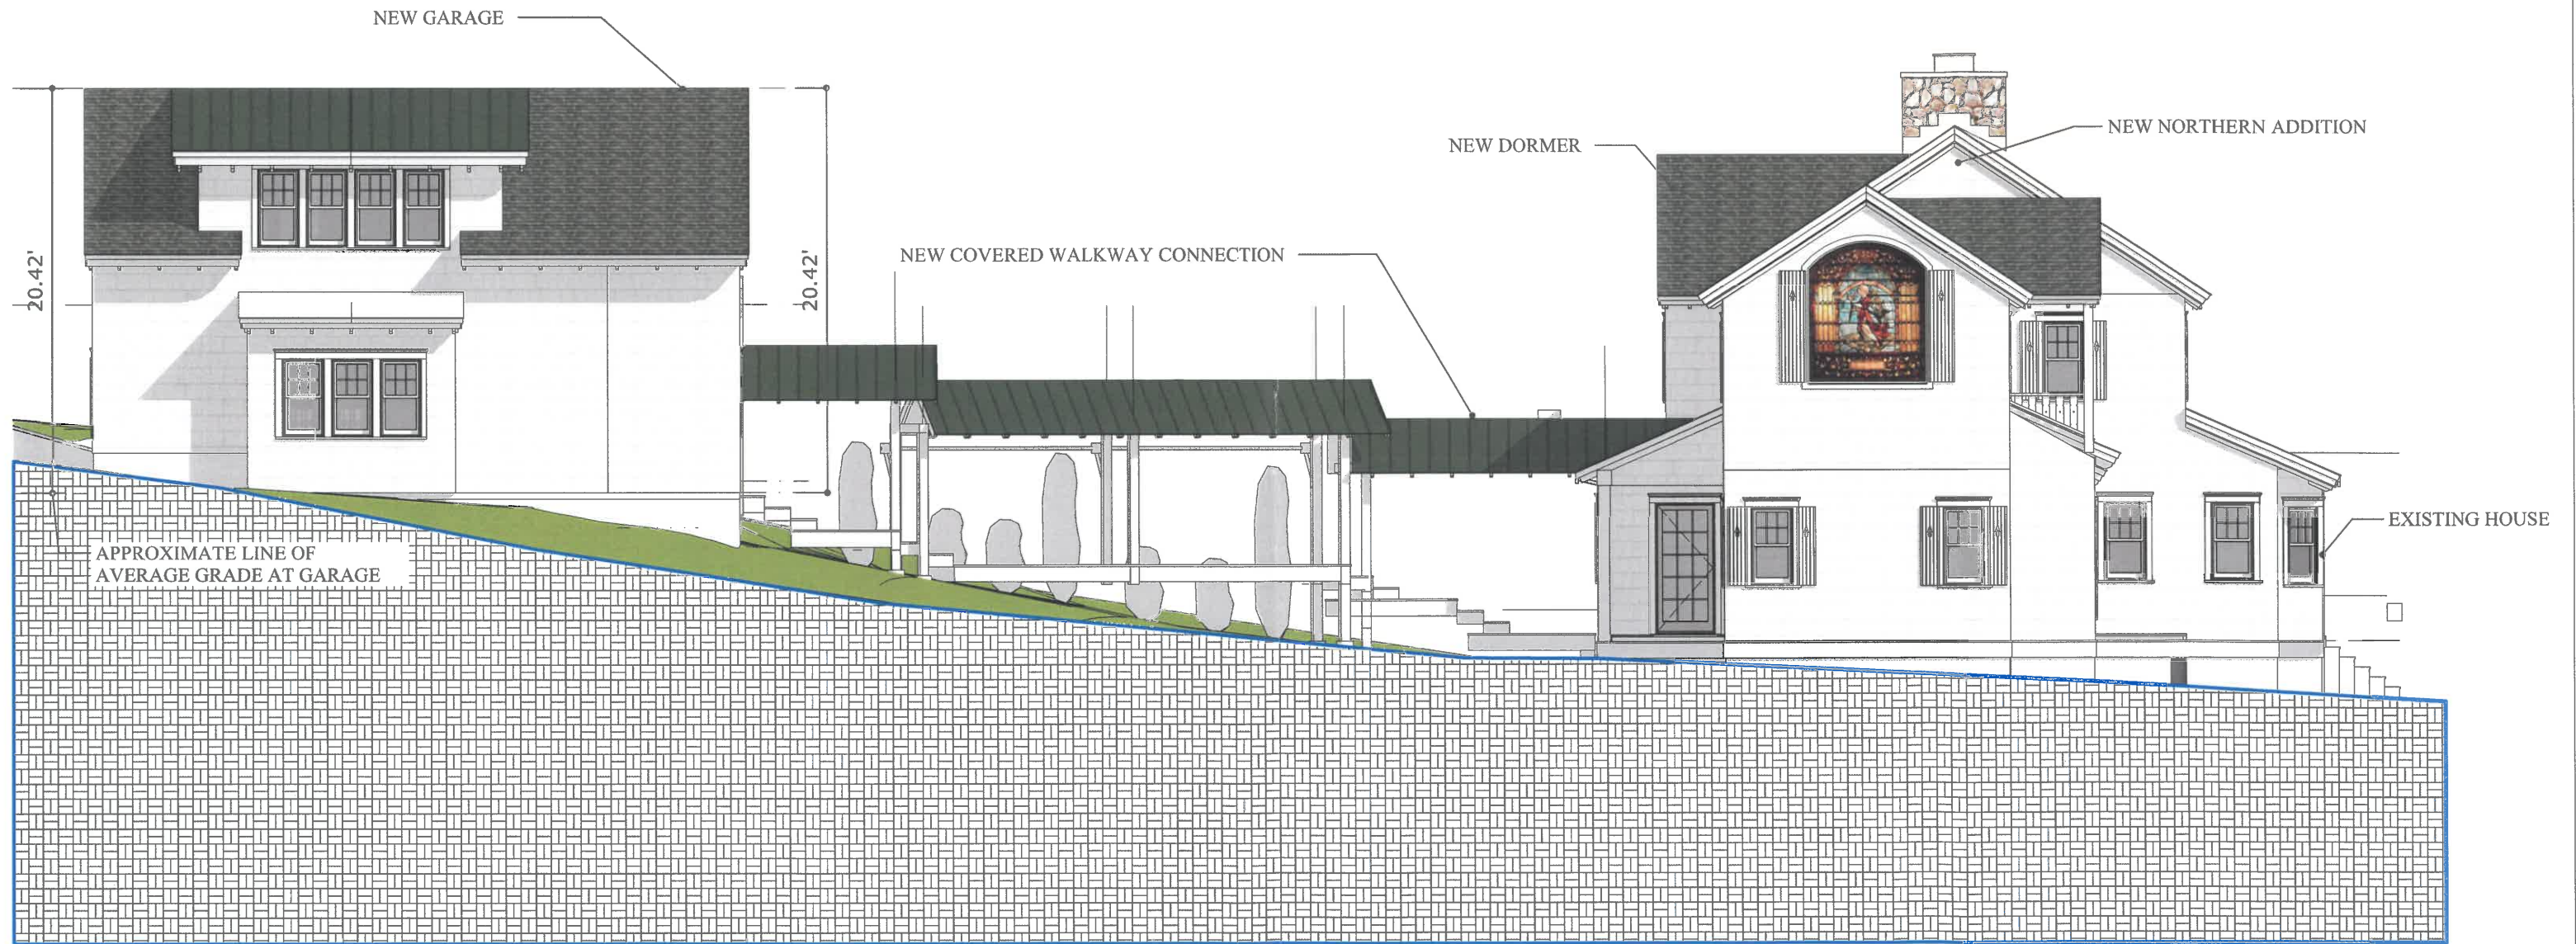 NEW GARAGE
NEW NORTHERN ADDITION
NEW DORMER
NEW COVERED WALKWAY CONNECTION
20.42'
20.42'
EXISTING HOUSE
APPROXIMATE LINE OF
AVERAGE GRADE AT GARAGE